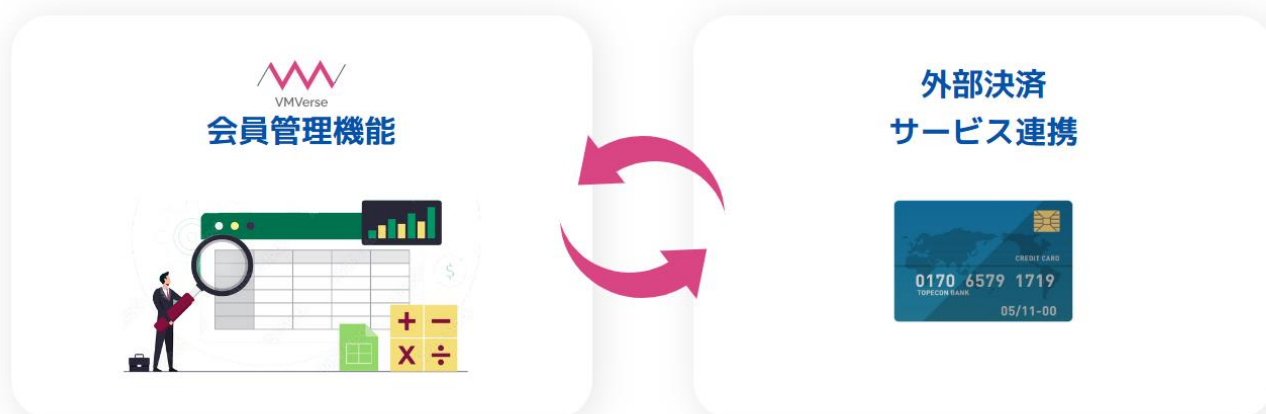 VMVerse
会員管理機能
$
+ −
× ÷
外部決済
サービス連携
CREDIT CARD
0170 6579 1719
TOPECON BANK
05/11-00